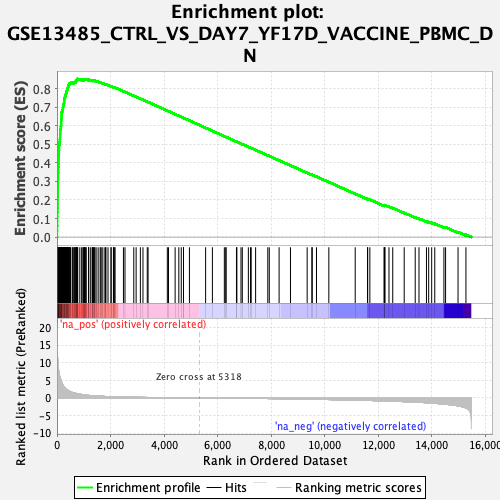 Enrichment plot:
GSE13485_CTRL_VS_DAY7_YF17D_VACCINE_PBMC_D
N
Enrichment score (ES)
0.8
0.7
0.6
0.5
0.4
0.3
0.2
0.1
0.0
Ranked list metric (PreRanked)
20
15
10
5
0
-5
-10
'na_pos' (positively correlated)
Zero cross at 5318
'na_neg' (negatively correlated)
0
2,000
4,000
6,000
8,000
10,000
12,000
14,000
16,000
Rank in Ordered Dataset
Enrichment profile
Hits
Ranking metric scores